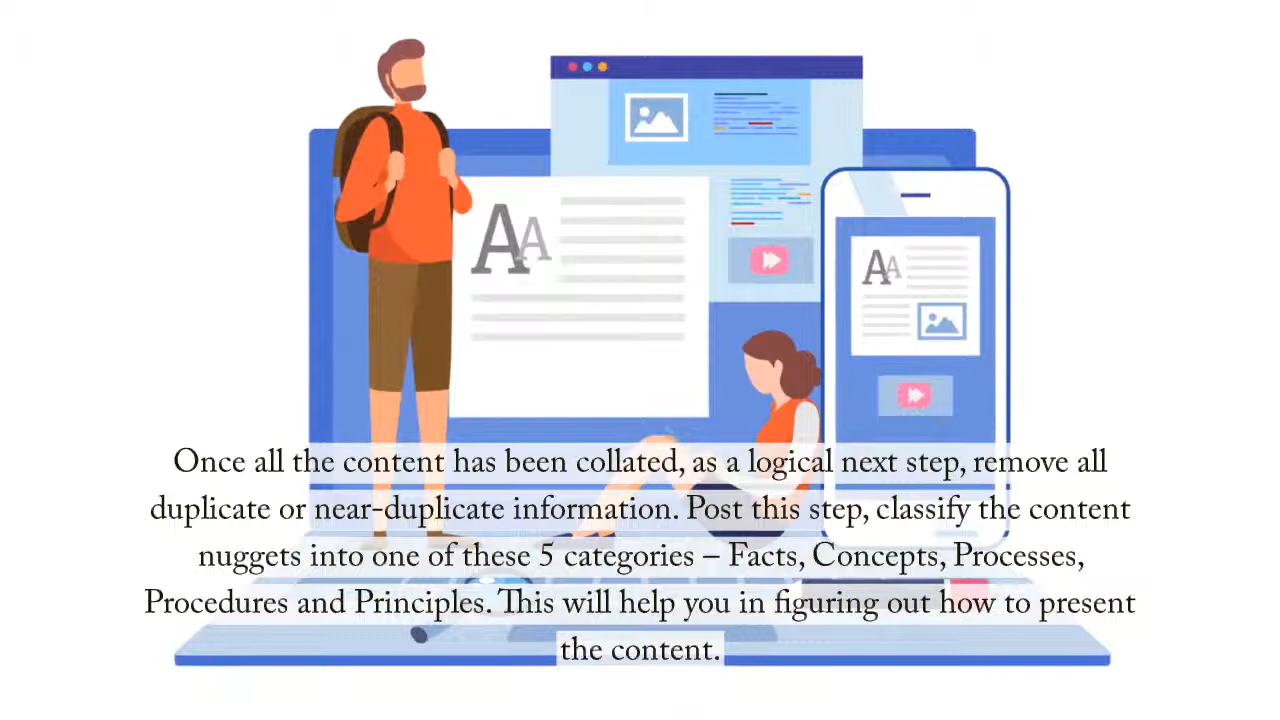 AA
AA
Once all the content has been collated, as a logical next step, remove all
duplicate or near-duplicate information. Post this step, classify the content
nuggets into one of these 5 categories – Facts, Concepts, Processes,
Procedures and Principles. This will help you in figuring out how to present
the content.